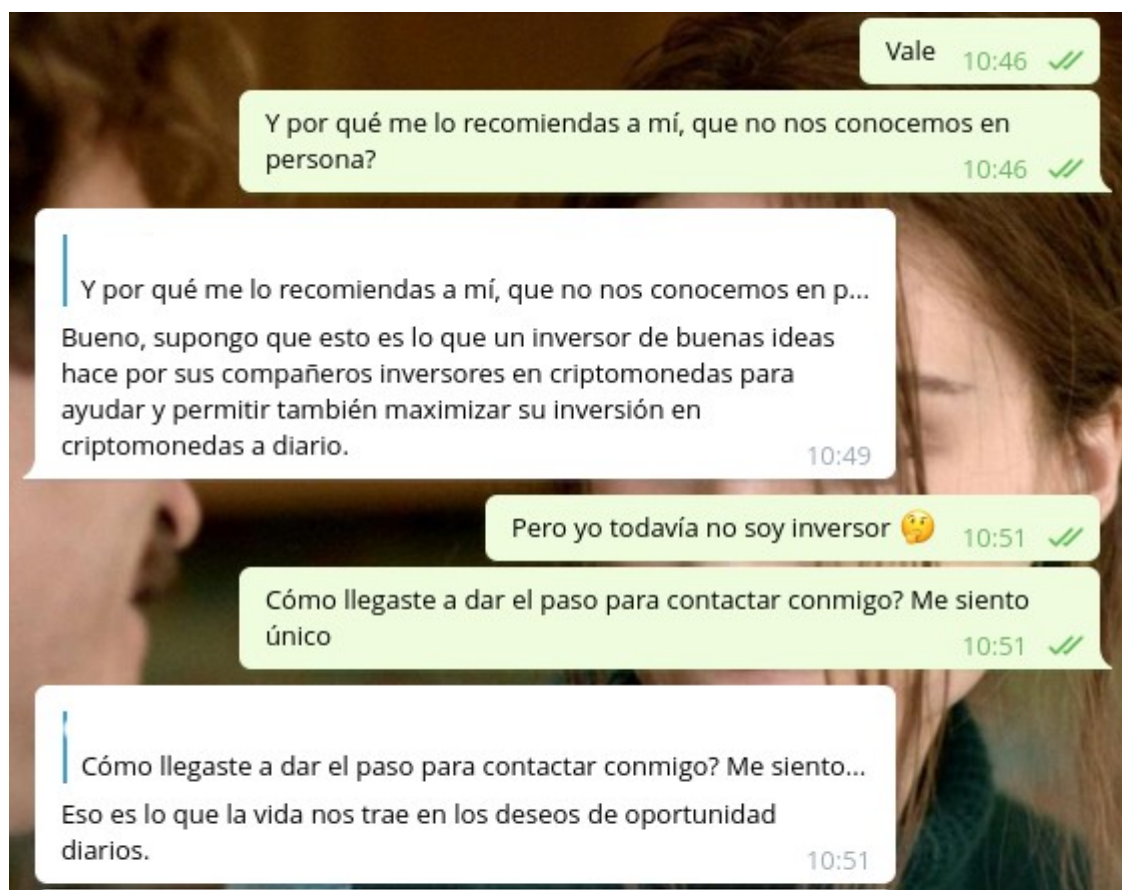 Vale 10:46
Y por qué me lo recomiendas a mí, que no nos conocemos en
persona?
10:46
Y por qué me lo recomiendas a mí, que no nos conocemos en p...
Bueno, supongo que esto es lo que un inversor de buenas ideas
hace por sus compañeros inversores en criptomonedas para
ayudar y permitir también maximizar su inversión en
criptomonedas a diario.
10:49
Pero yo todavía no soy inversor 🤔 10:51
Cómo llegaste a dar el paso para contactar conmigo? Me siento
único
10:51
Cómo llegaste a dar el paso para contactar conmigo? Me siento...
Eso es lo que la vida nos trae en los deseos de oportunidad
diarios.
10:51